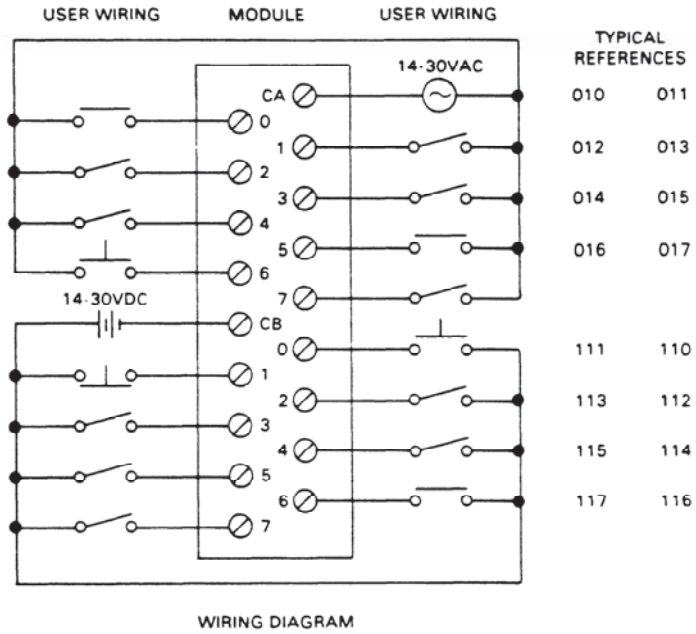 USER WIRING MODULE USER WIRING
TYPICAL
REFERENCES
14-30VAC
CA 010 011
0
1 012 013
2
3 014 015
4
5 016 017
6
7
14-30VDC
CB
0 111 110
1
2 113 112
3
4 115 114
5
6 117 116
7
WIRING DIAGRAM